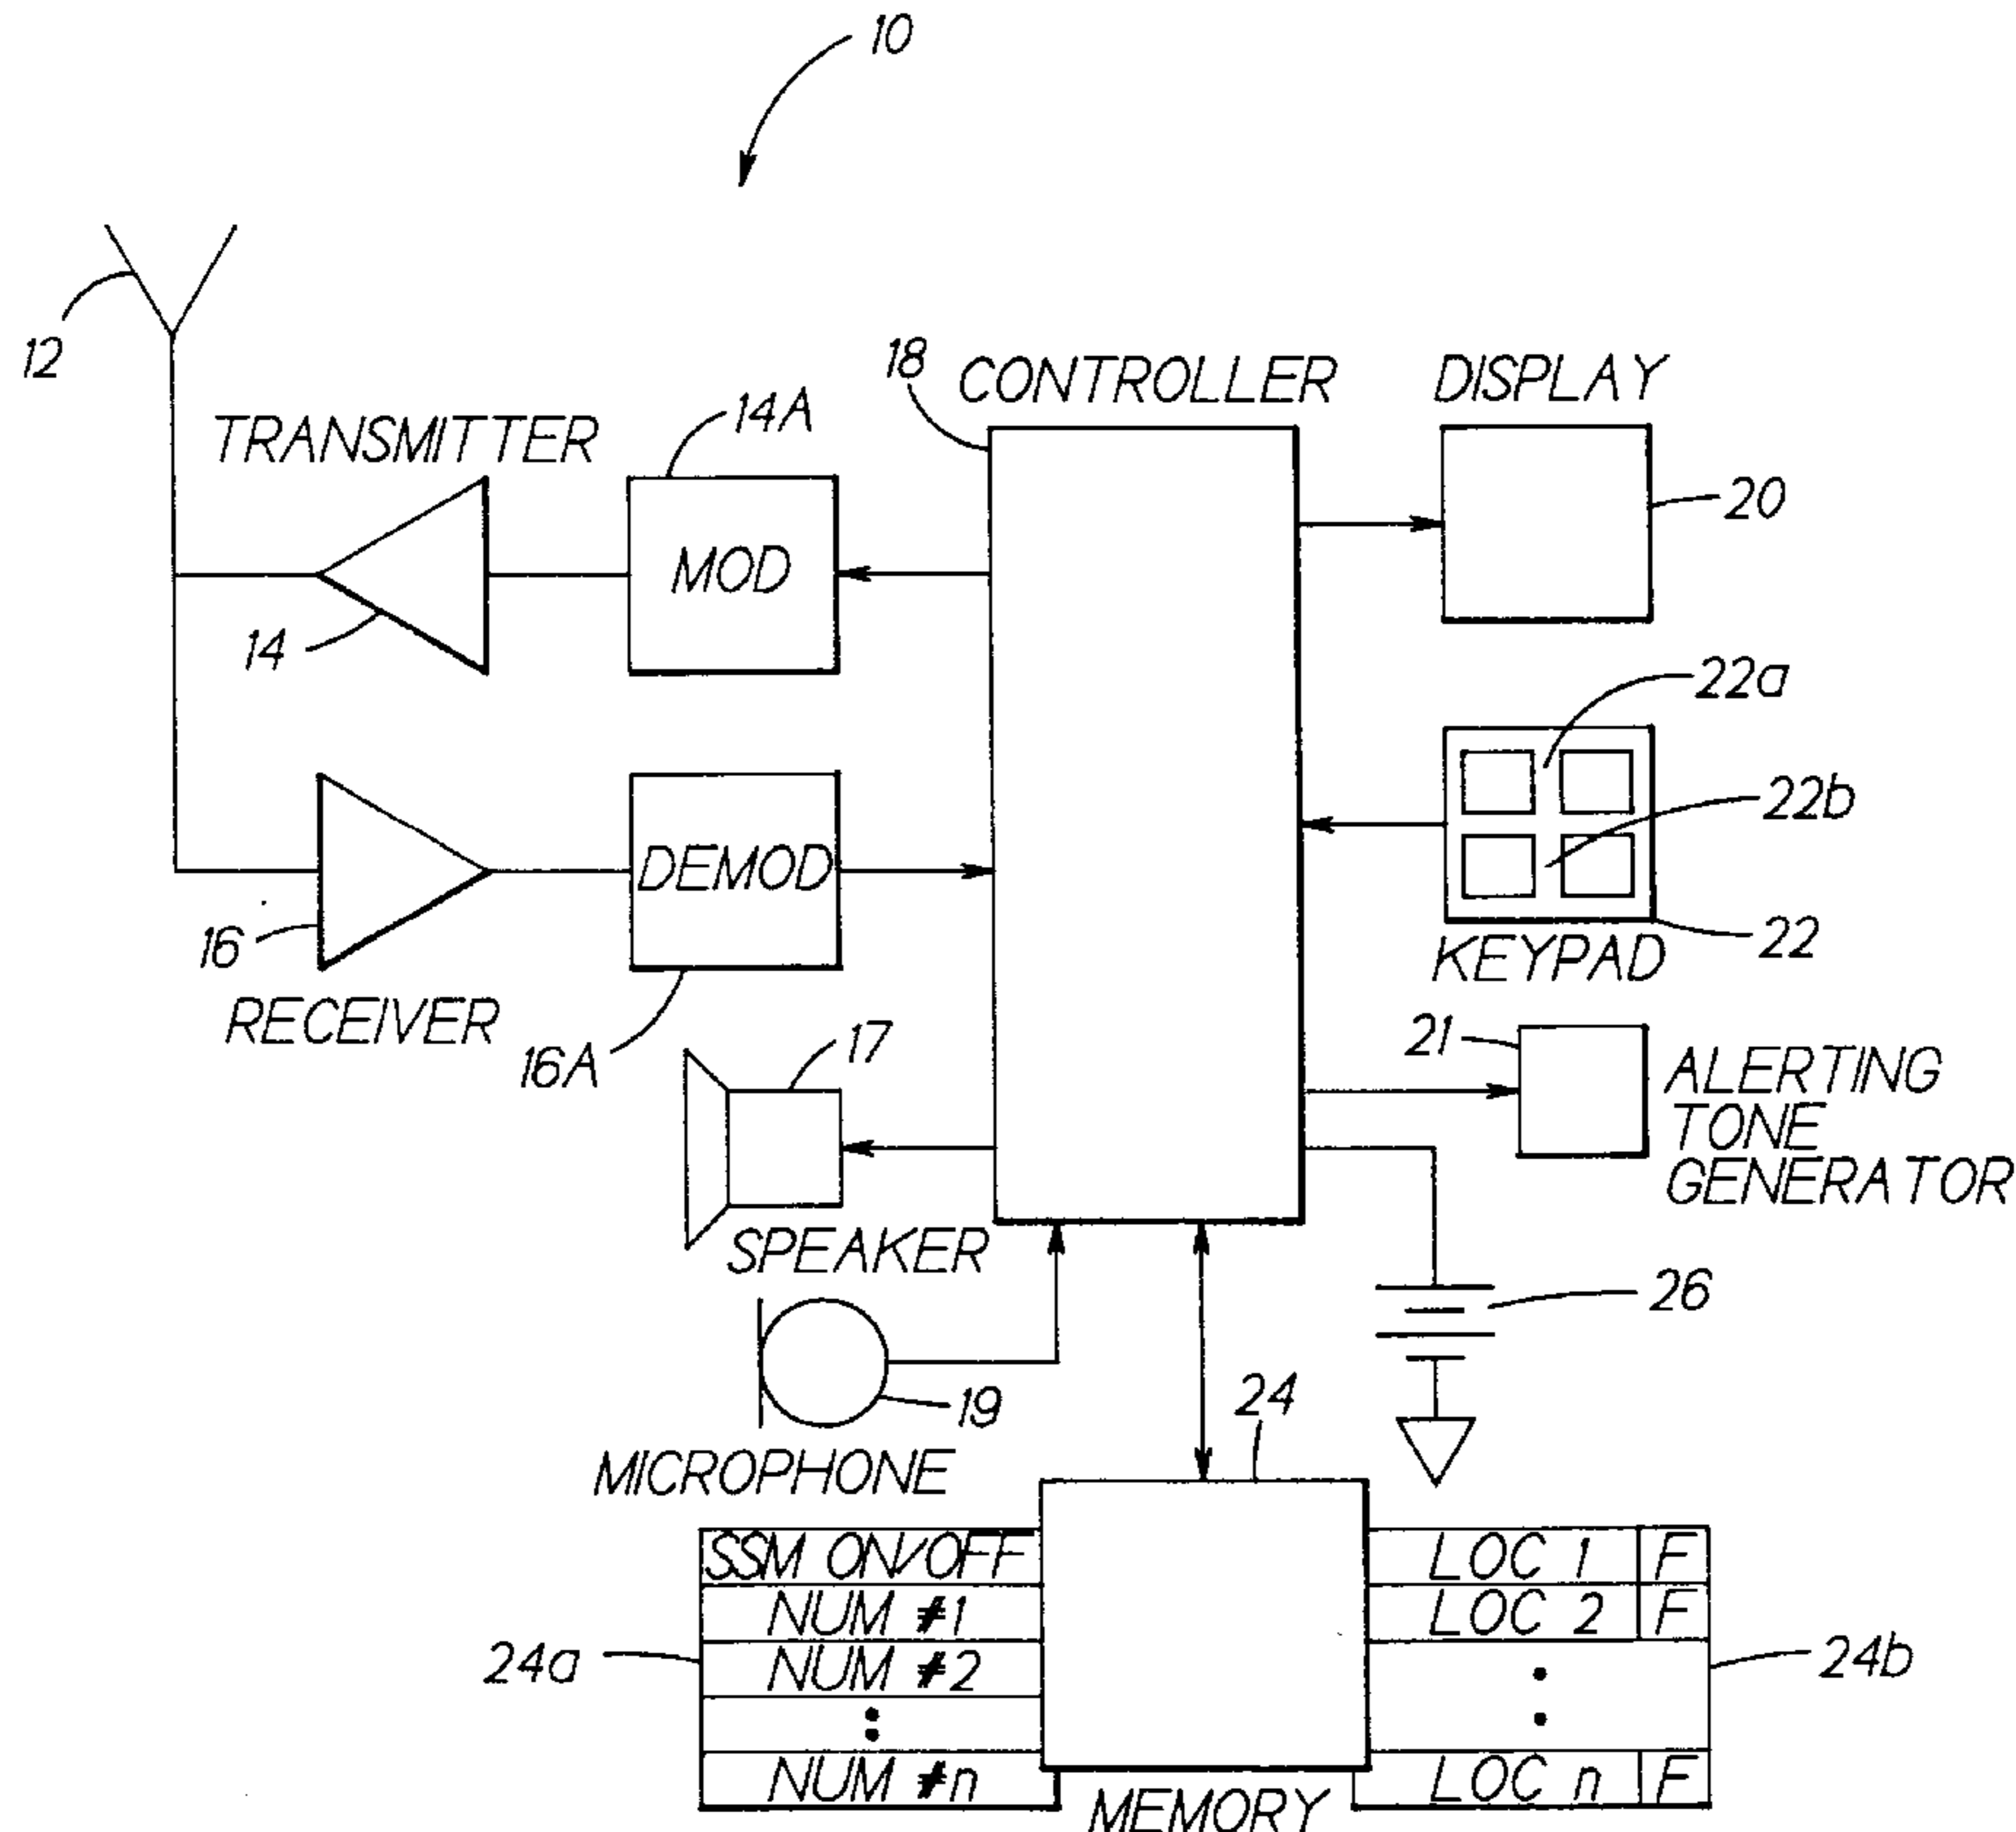 10
12
18
CONTROLLER
DISPLAY
14A
TRANSMITTER
20
MOD
14
22a
22b
DEMOD
16
22
KEYPAD
RECEIVER
16A
17
21
ALERTING
TONE
GENERATOR
SPEAKER
26
19
24
MICROPHONE
SSM ON/OFF
LOC 1 F
NUM #1
LOC 2 F
24a
NUM #2
24b
NUM #n
LOC n F
MEMORY